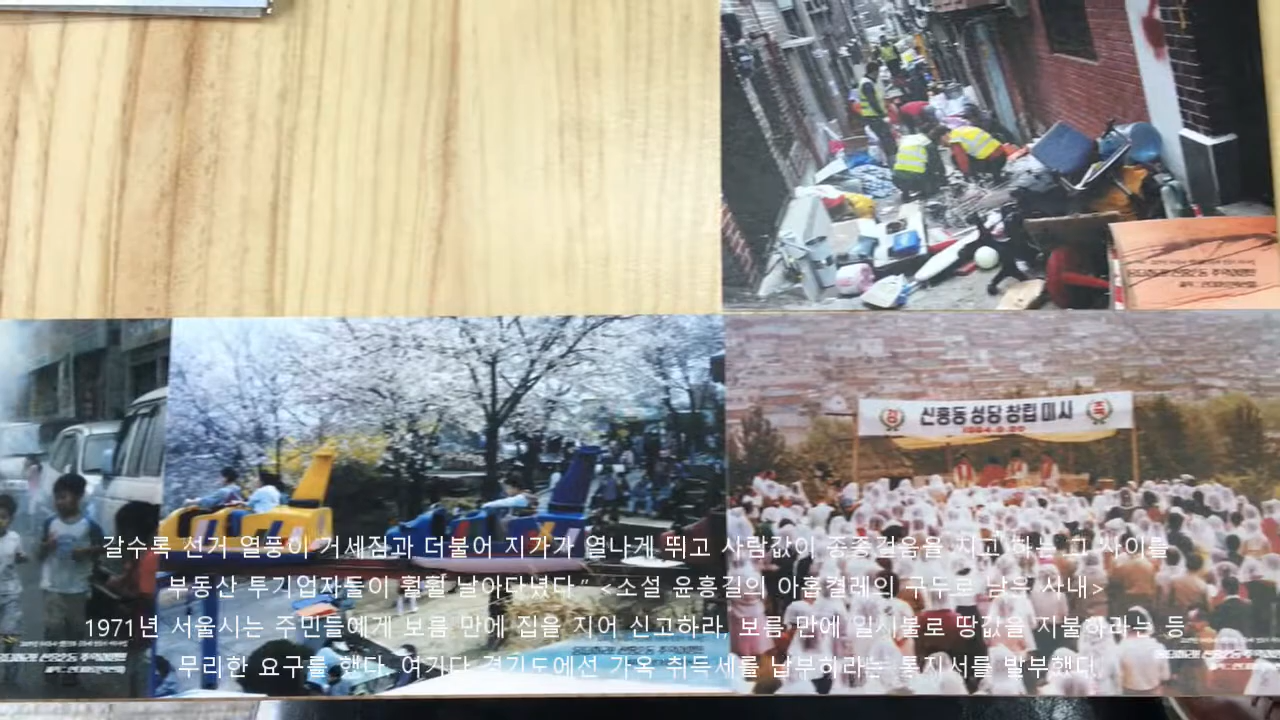 신흥동 성당 창립 미사
갈수록 선거 열풍이 거세짐과 더불어 지가가 열나게 뛰고 사람값이 종종걸음을 치고 하는 그 사이를
부동산 투기업자들이 훨훨 날아다녔다.” <소설 윤흥길의 아홉켤레의 구두로 남은 사내>
1971년 서울시는 주민들에게 보름 만에 집을 지어 신고하라, 보름 만에 일시불로 땅값을 지불하라는 등
무리한 요구를 했다. 여기다 경기도에선 가옥 취득세를 납부하라는 통지서를 발부했다.